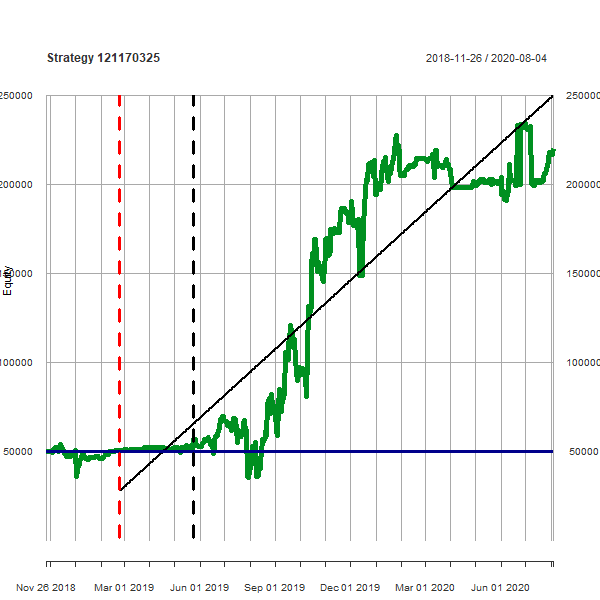 Strategy 121170325
2018-11-26 / 2020-08-04
250000
250000
200000
200000
150000
150000
Equity
100000
100000
50000
50000
Nov 26 2018
Mar 01 2019
Jun 01 2019
Sep 01 2019
Dec 01 2019
Mar 01 2020
Jun 01 2020